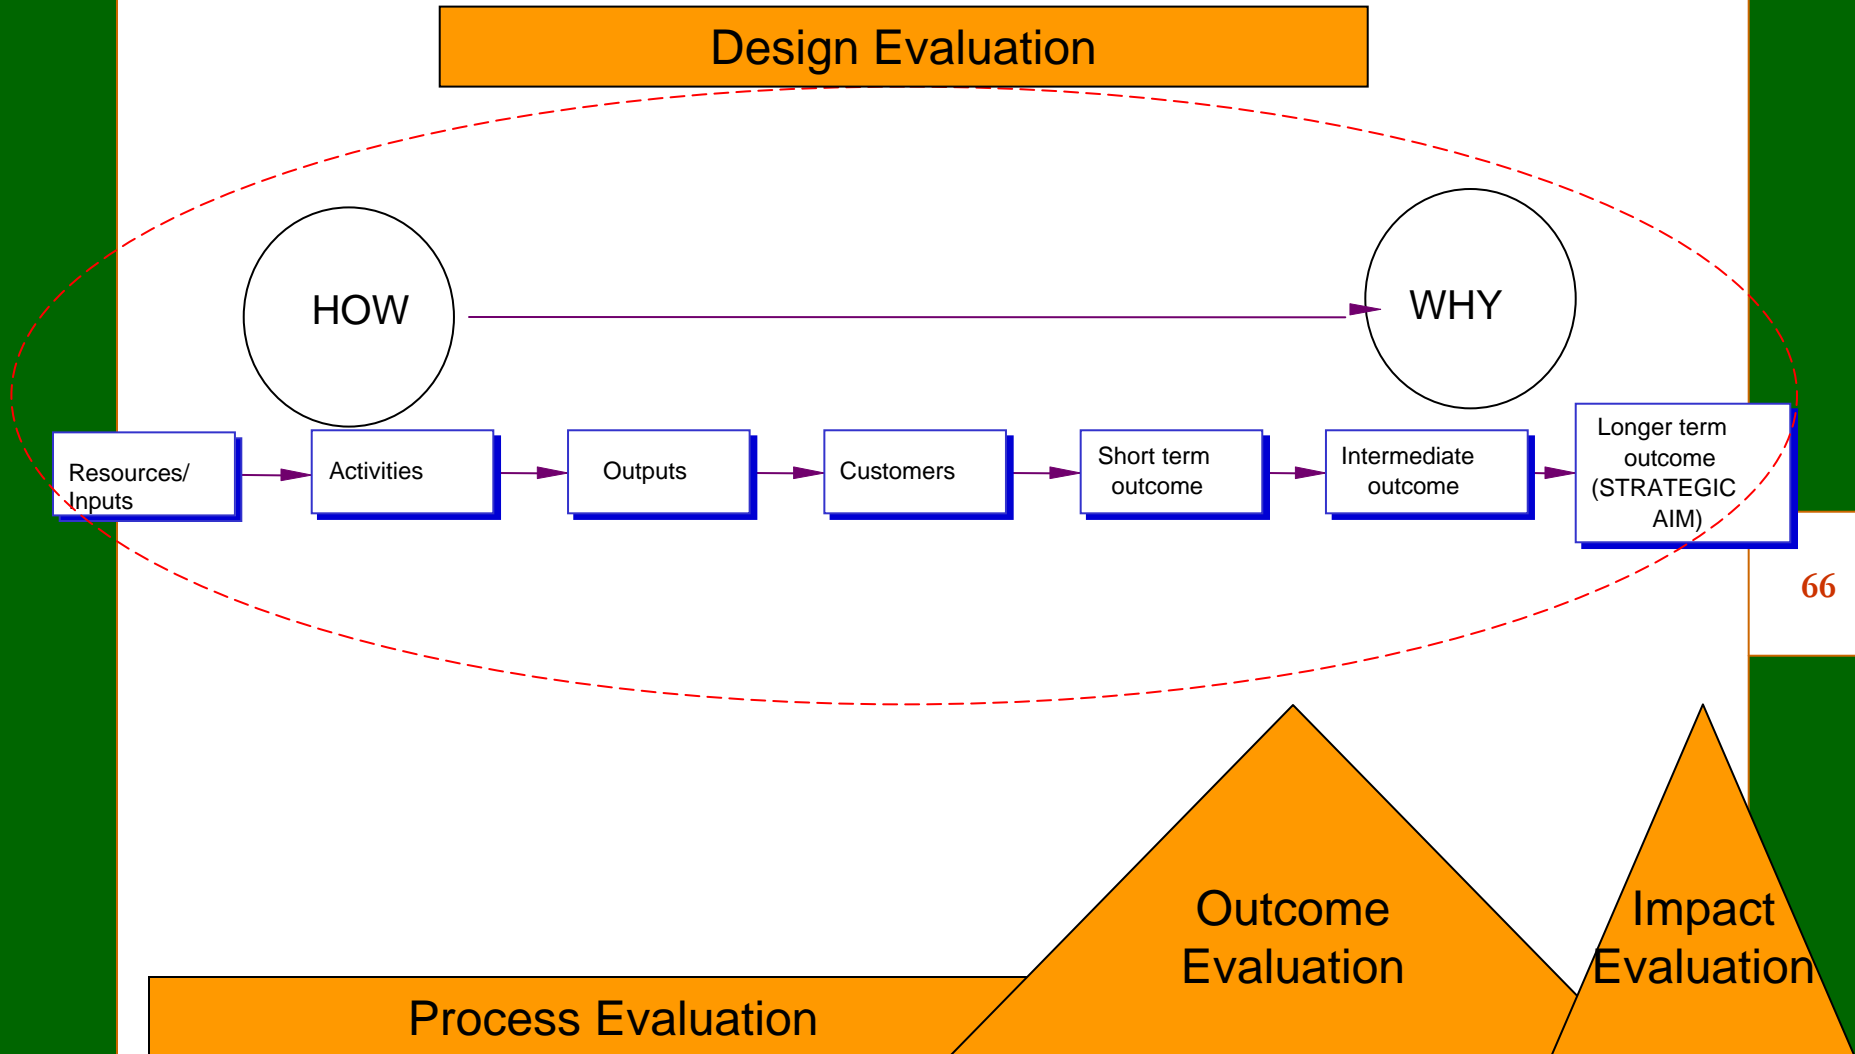 Design Evaluation
HOW
WHY
Resources/
Inputs
Activities
Outputs
Customers
Short term
outcome
Intermediate
outcome
Longer term
outcome
(STRATEGIC
AIM)
66
Outcome
Evaluation
Impact
Evaluation
Process Evaluation